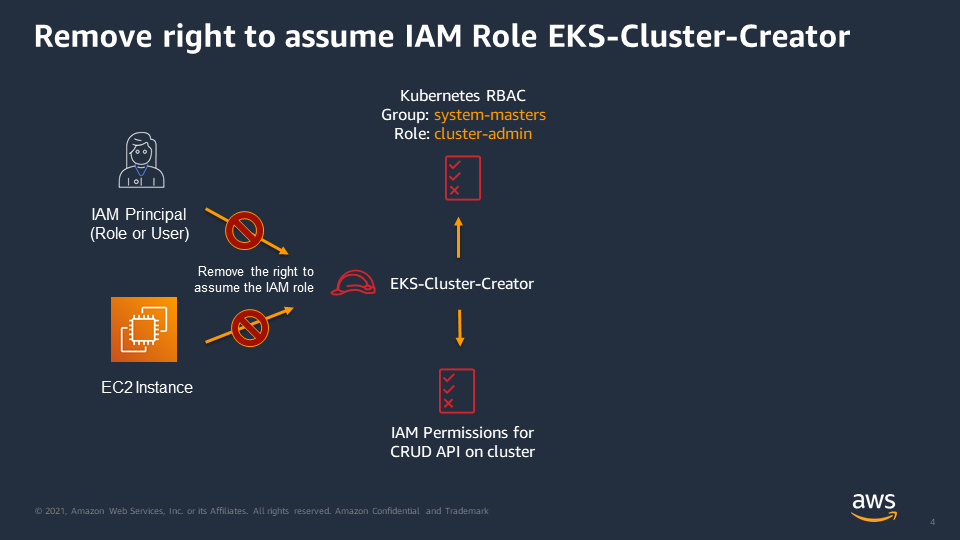 Remove right to assume IAM Role EKS-Cluster-Creator
Kubernetes RBAC
Group: system-masters
Role: cluster-admin
IAM Principal
(Role or User)
Remove the right to
assume the IAM role
EKS-Cluster-Creator
EC2 Instance
IAM Permissions for
CRUD API on cluster
© 2021, Amazon Web Services, Inc. or its Affiliates. All rights reserved. Amazon Confidential and Trademark
aws
4